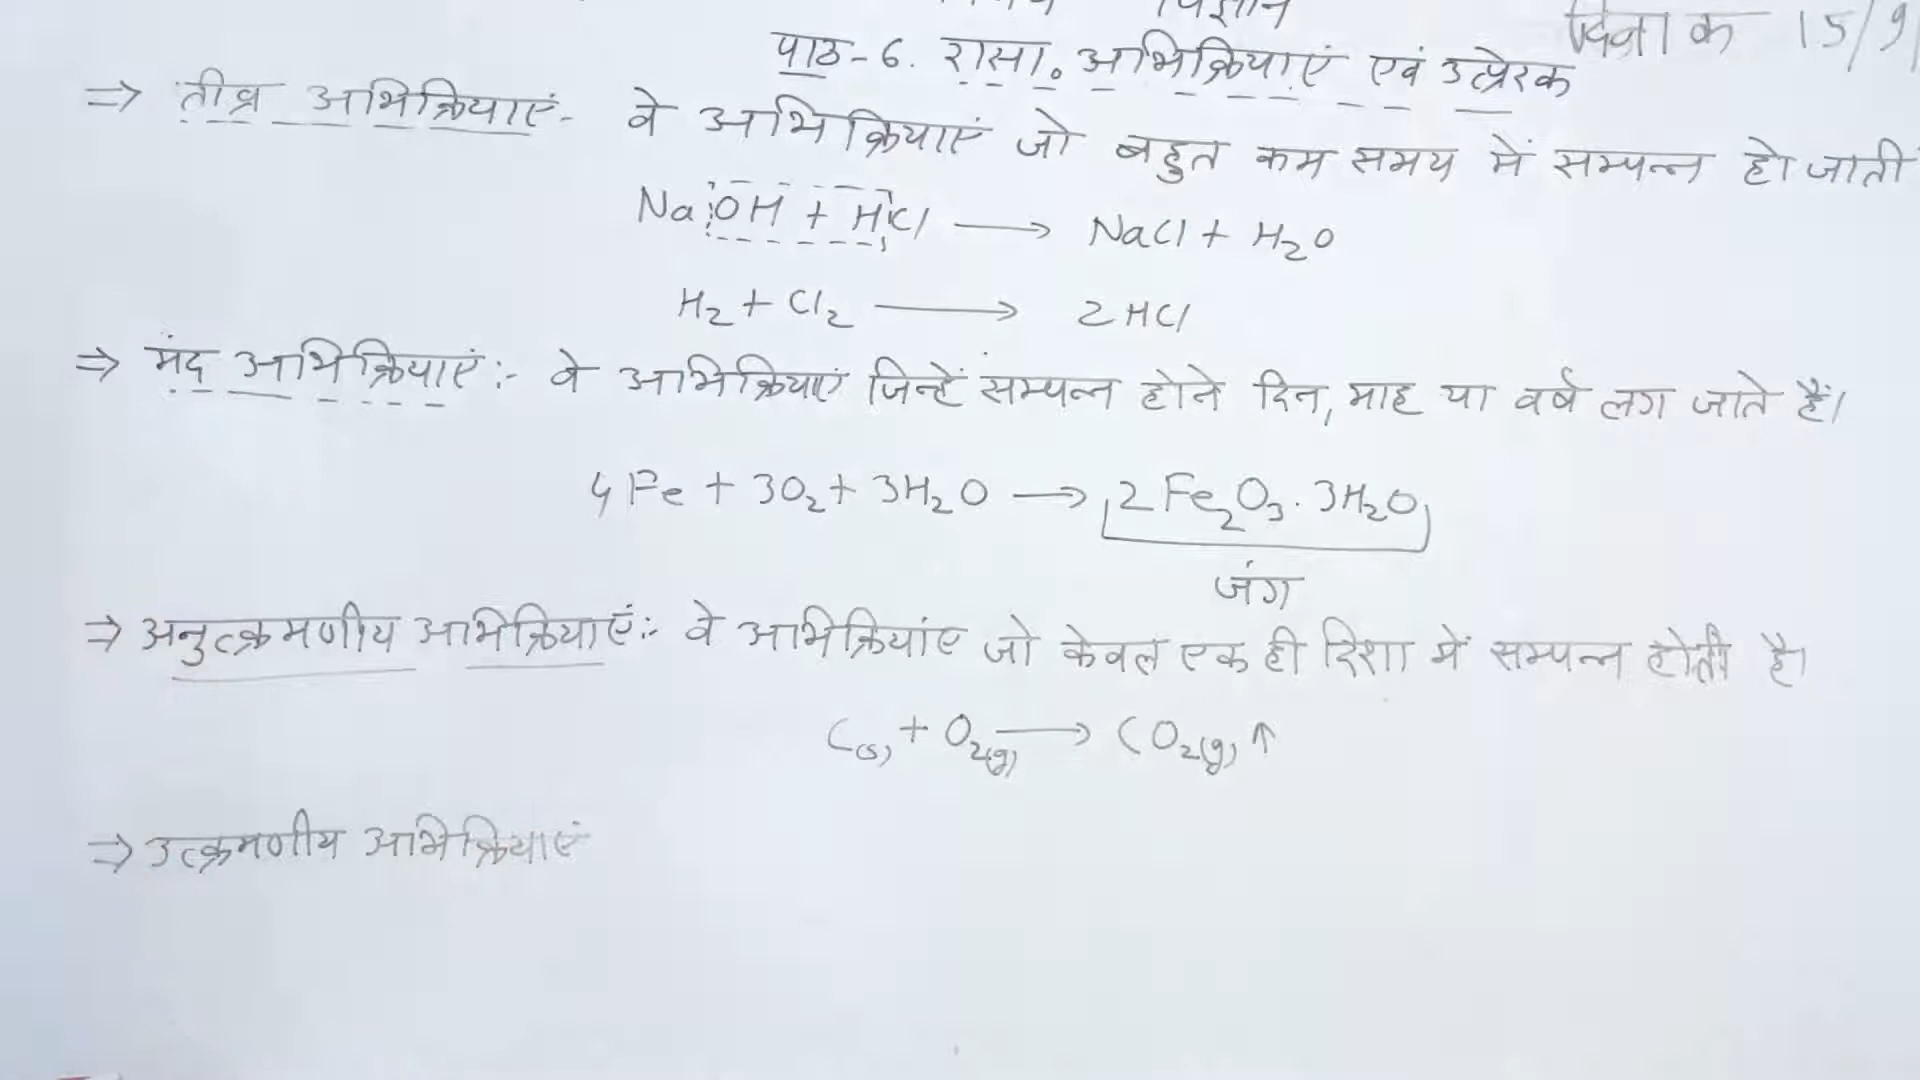 विज्ञान
दिनांक 15/9/
पाठ-6. रासा. अभिक्रियाएं एवं उत्प्रेरक
⇒ तीव्र अभिक्रियाएं- वे अभिक्रियाएं जो बहुत कम समय में सम्पन्न हो जाती
NaOH + HCl ⟶ NaCl + H₂O
H₂ + Cl₂ ⟶ 2HCl
⇒ मंद अभिक्रियाएं:- वे अभिक्रियाएं जिन्हें सम्पन्न होने दिन, माह या वर्ष लग जाते हैं।
4Fe + 3O₂ + 3H₂O ⟶ 2Fe₂O₃.3H₂O
जंग
⇒ अनुत्क्रमणीय अभिक्रियाएँ:- वे अभिक्रियांए जो केवल एक ही दिशा में सम्पन्न होती है।
C(s) + O₂(g) ⟶ CO₂(g) ↑
⇒ उत्क्रमणीय अभिक्रियाएं